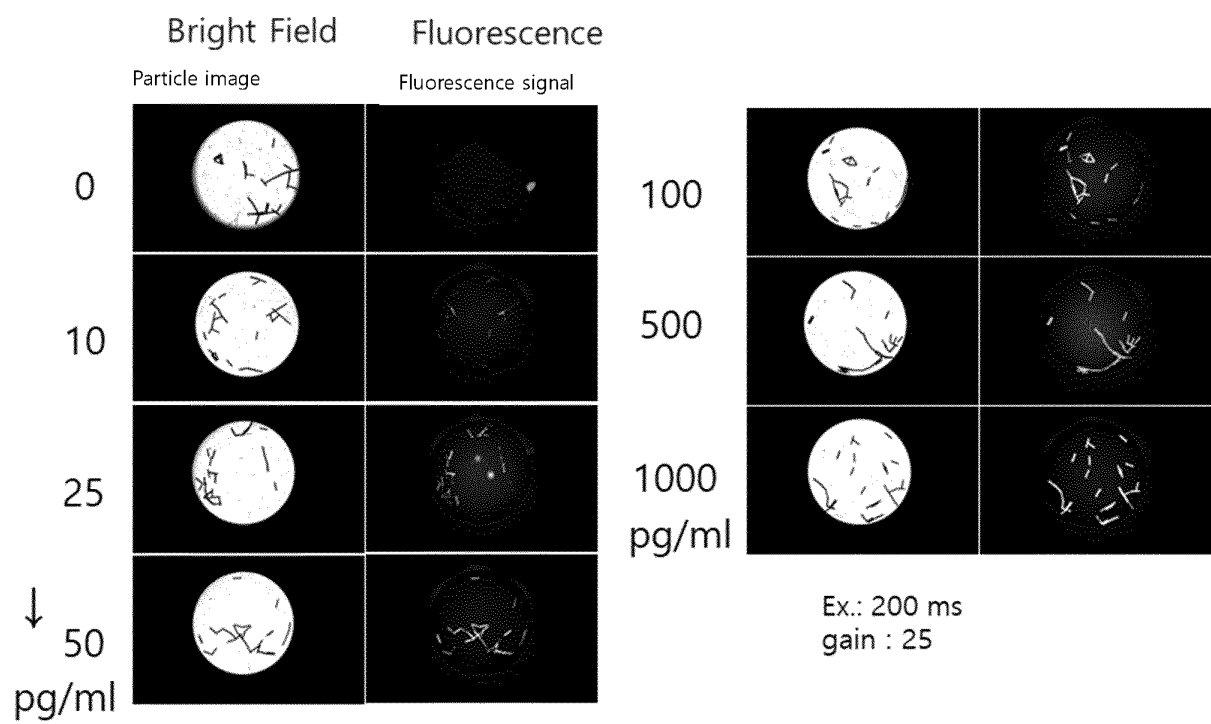 Bright Field
Fluorescence
Particle image
Fluorescence signal
0
10
25
↓
50
pg/ml
100
500
1000
pg/ml
Ex.: 200 ms
gain : 25